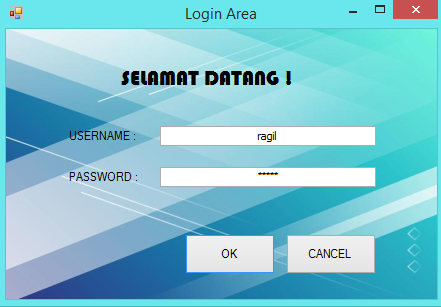 Login Area
SELAMAT DATANG !
USERNAME : ragil
PASSWORD : *****
OK CANCEL